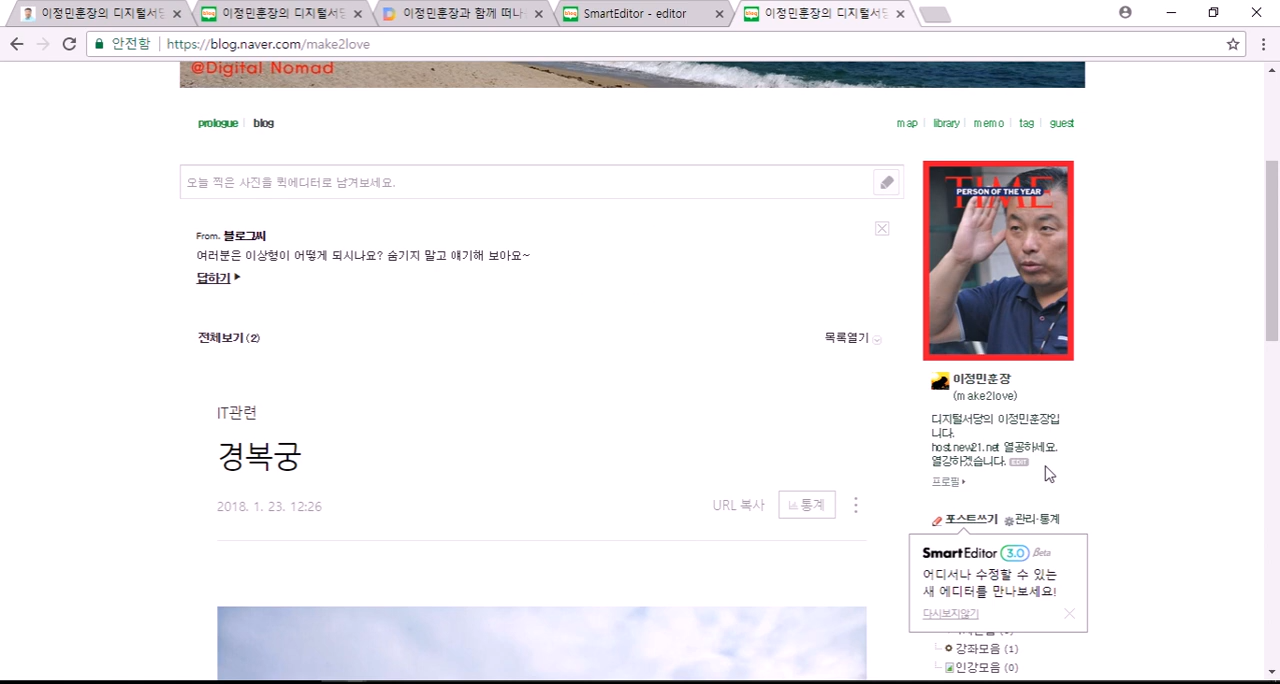 이정민훈장의 디지털서당
이정민훈장의 디지털서당
이정민훈장과 함께 떠나
SmartEditor - editor
이정민훈장의 디지털서당
안전함
https://blog.naver.com/make2love
@Digital Nomad
prologue
blog
map
library
memo
tag
guest
오늘 찍은 사진을 퀵에디터로 남겨보세요.
From. 블로그씨
여러분은 이상형이 어떻게 되시나요? 숨기지 말고 얘기해 보아요~
답하기
전체보기 (2)
목록열기
IT관련
경복궁
2018. 1. 23. 12:26
URL 복사
통계
TIME
PERSON OF THE YEAR
이정민훈장
(make2love)
디지털서당의 이정민훈장입
니다.
host.new21.net 열공하세요.
열강하겠습니다. EDIT
프로필
포스트쓰기
관리·통계
SmartEditor 3.0 Beta
어디서나 수정할 수 있는
새 에디터를 만나보세요!
다시보지않기
강좌모음 (1)
인강모음 (0)